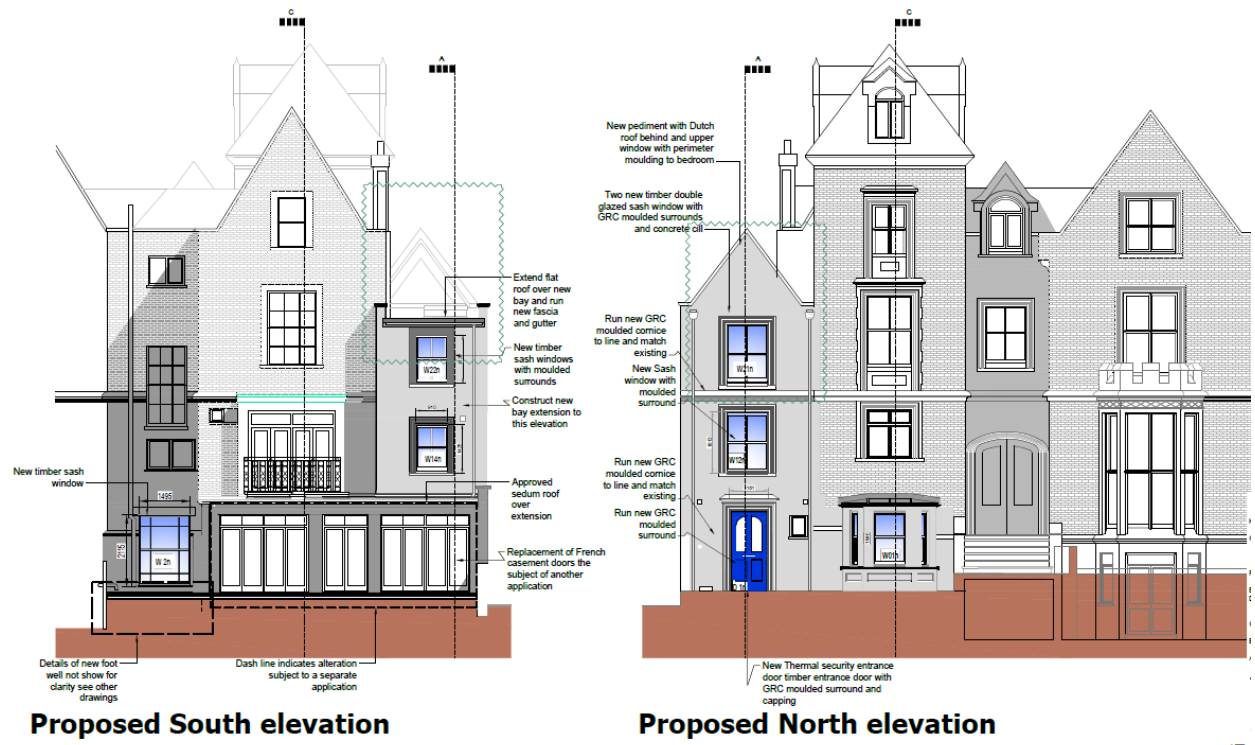 C
A
Extend flat
roof over new
bay and run
new fascia
and gutter
New timber
sash windows
with moulded
surrounds
W22n
910
Construct new
bay extension to
this elevation
W14n
New timber sash
window
1495
2115
W 2n
Approved
sedum roof
over
extension
Replacement of French
casement doors the
subject of another
application
Details of new foot
well not show for
clarity see other
drawings
Dash line indicates alteration
subject to a separate
application
Proposed South elevation
C
A
New pediment with Dutch
roof behind and upper
window with perimeter
moulding to bedroom
Two new timber double
glazed sash window with
GRC moulded surrounds
and concrete cill
Run new GRC
moulded cornice
to line and match
existing
W21n
New Sash
window with
moulded
surround
W12n
Run new GRC
moulded cornice
to line and match
existing
Run new GRC
moulded
surround
W01n
New Thermal security entrance
door timber entrance door with
GRC moulded surround and
capping
Proposed North elevation